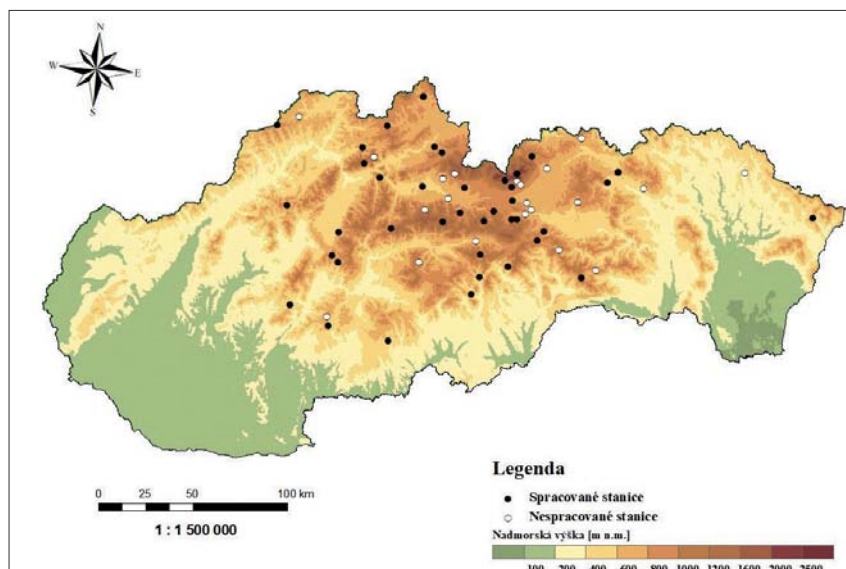 N
W E
S
0 25 50 100 km
1 : 1 500 000
Legenda
Spracované stanice
Nespracované stanice
Nadmorská výška [m n.m.]
100 200 400 600 800 1000 1200 1600 2000 2500